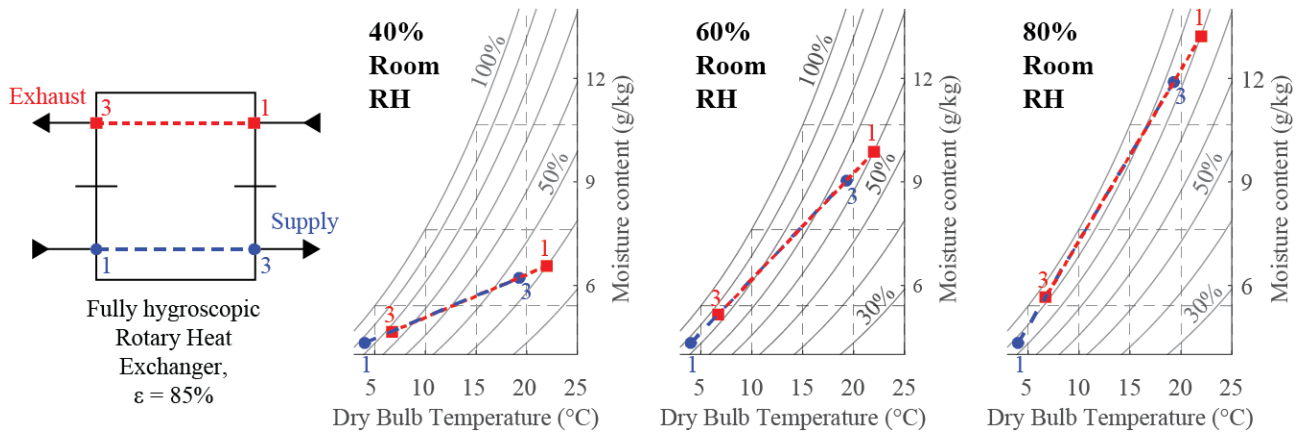 Exhaust
3
1
Supply
1
3
Fully hygroscopic
Rotary Heat
Exchanger,
ε = 85%
40%
Room
RH
100%
50%
30%
1
3
3
1
12
9
6
Moisture content (g/kg)
5
10
15
20
25
Dry Bulb Temperature (°C)
60%
Room
RH
100%
50%
30%
1
3
3
1
12
9
6
Moisture content (g/kg)
5
10
15
20
25
Dry Bulb Temperature (°C)
80%
Room
RH
100%
50%
30%
1
3
3
1
12
9
6
Moisture content (g/kg)
5
10
15
20
25
Dry Bulb Temperature (°C)